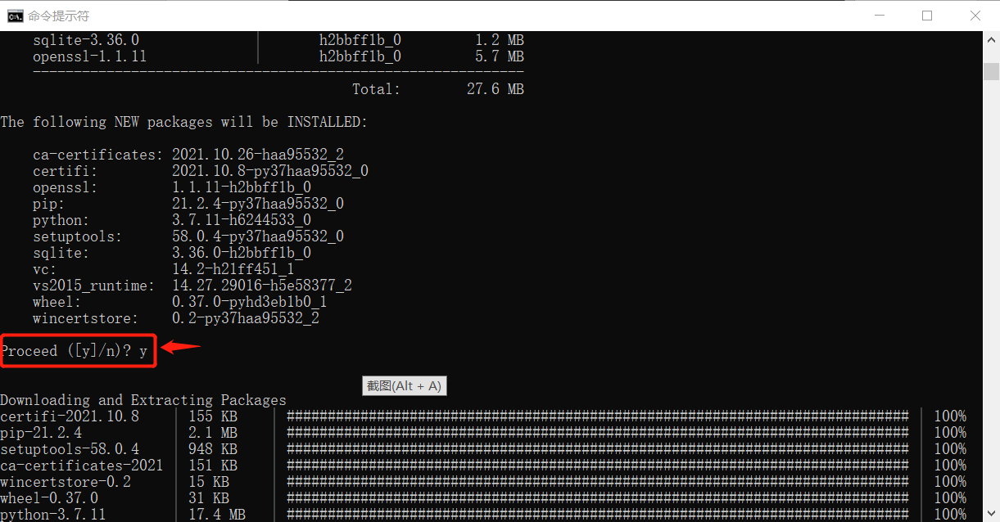 命令提示符
sqlite-3.36.0 | h2bbff1b_0 1.2 MB
openssl-1.1.1l | h2bbff1b_0 5.7 MB
------------------------------------------------------------
Total: 27.6 MB
The following NEW packages will be INSTALLED:
ca-certificates: 2021.10.26-haa95532_2
certifi: 2021.10.8-py37haa95532_0
openssl: 1.1.1l-h2bbff1b_0
pip: 21.2.4-py37haa95532_0
python: 3.7.11-h6244533_0
setuptools: 58.0.4-py37haa95532_0
sqlite: 3.36.0-h2bbff1b_0
vc: 14.2-h21ff451_1
vs2015_runtime: 14.27.29016-h5e58377_2
wheel: 0.37.0-pyhd3eb1b0_1
wincertstore: 0.2-py37haa95532_2
Proceed ([y]/n)? y
截图(Alt + A)
Downloading and Extracting Packages
certifi-2021.10.8 | 155 KB | ############################################################################ | 100%
pip-21.2.4 | 2.1 MB | ############################################################################ | 100%
setuptools-58.0.4 | 948 KB | ############################################################################ | 100%
ca-certificates-2021 | 151 KB | ############################################################################ | 100%
wincertstore-0.2 | 15 KB | ############################################################################ | 100%
wheel-0.37.0 | 31 KB | ############################################################################ | 100%
python-3.7.11 | 17.4 MB | ############################################################################ | 100%